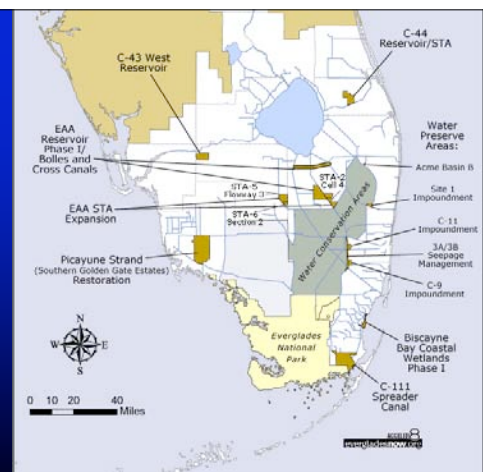 C-44
Reservoir/STA
C-43 West
Reservoir
EAA
Reservoir
Phase I/
Bolles and
Cross Canals
Water
Preserve
Areas:
Acme Basin B
STA-2
Cell 4
STA-5
Flowway 3
Site 1
Impoundment
EAA STA
Expansion
STA-6
Section 2
Water Conservation Areas
C-11
Impoundment
3A/3B
Seepage
Management
Picayune Strand
(Southern Golden Gate Estates)
Restoration
C-9
Impoundment
N
W E
S
Everglades
National
Park
Biscayne
Bay Coastal
Wetlands
Phase I
C-111
Spreader
Canal
0 10 20 40
Miles
evergladesnow.org